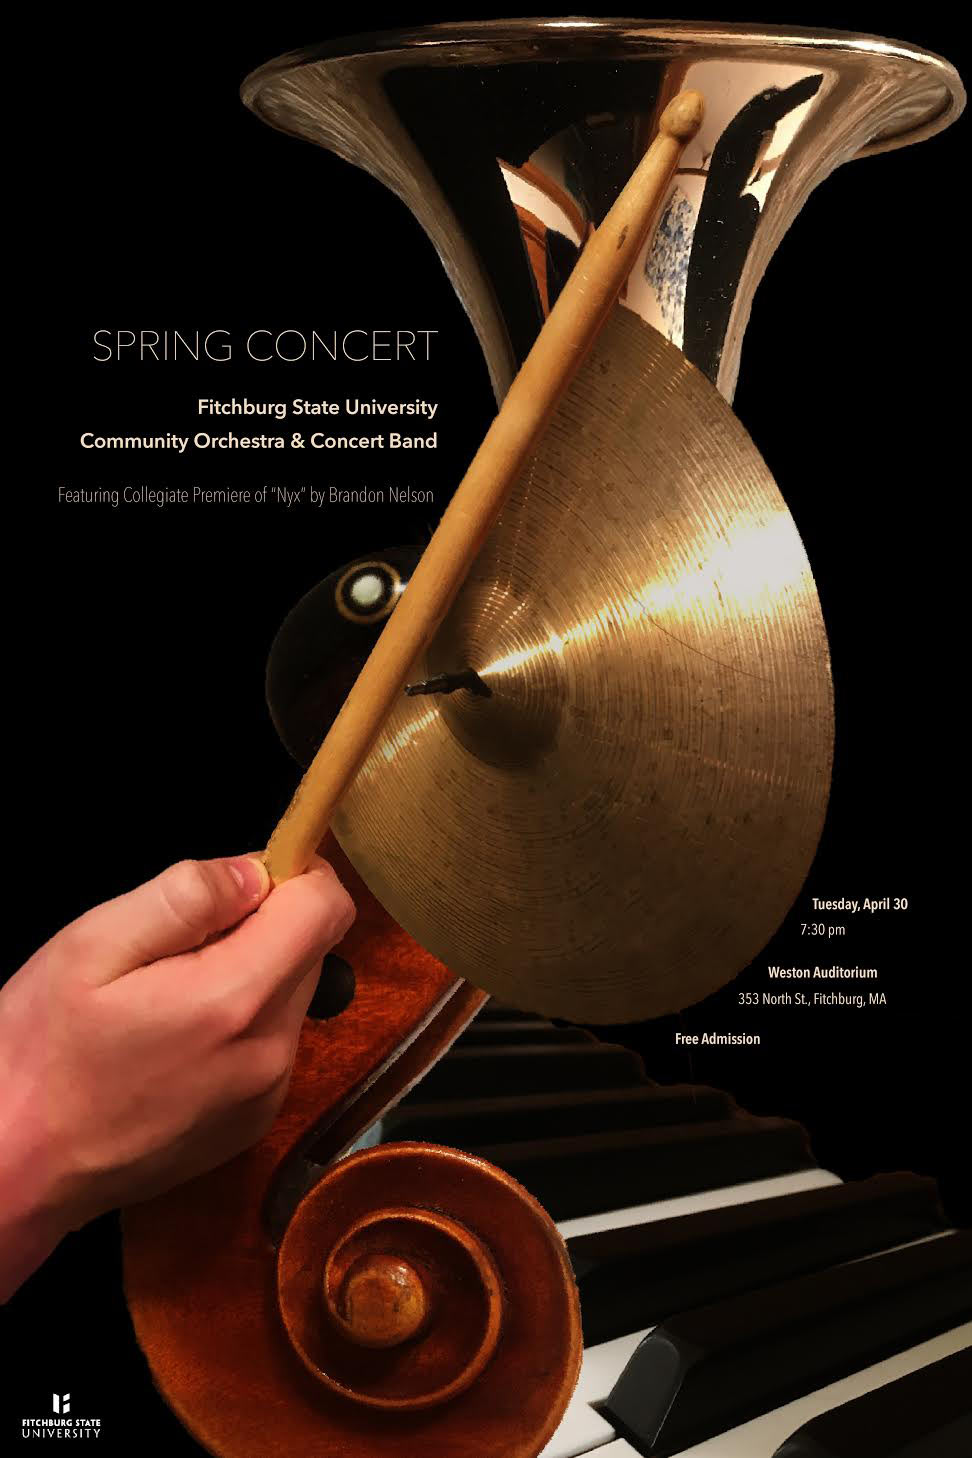 SPRING CONCERT
Fitchburg State University
Community Orchestra & Concert Band
Featuring Collegiate Premiere of “Nyx” by Brandon Nelson
Tuesday, April 30
7:30 pm
Weston Auditorium
353 North St., Fitchburg, MA
Free Admission
FITCHBURG STATE
UNIVERSITY